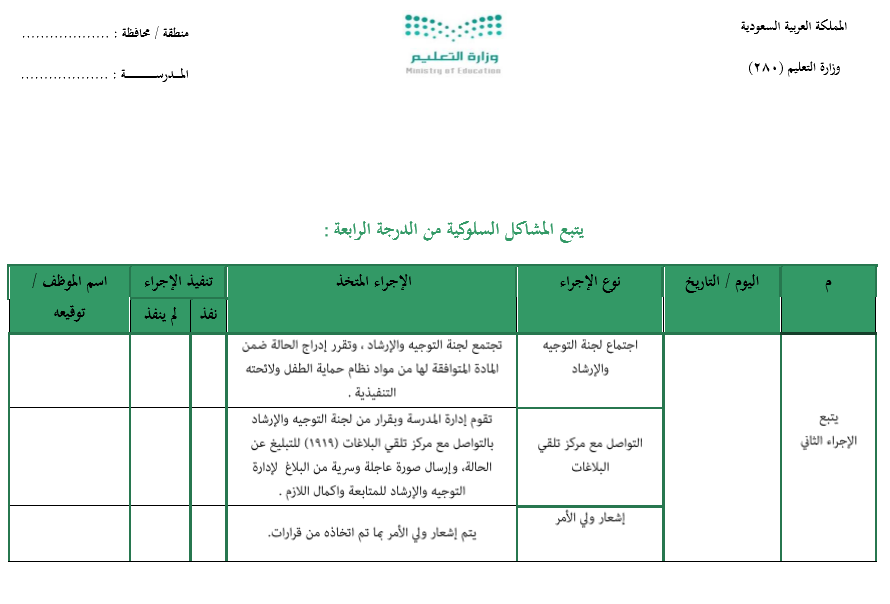 المملكة العربية السعودية
وزارة التعليم (٢٨٠)
وزارة التعليم
Ministry of Education
منطقة / محافظة : ...................
المدرســــــة : ...................
يتبع المشاكل السلوكية من الدرجة الرابعة :
م
اليوم / التاريخ
نوع الإجراء
الإجراء المتخذ
تنفيذ الإجراء
نفذ
لم ينفذ
اسم الموظف /
توقيعه
يتبع
الإجراء الثاني
اجتماع لجنة التوجيه
والإرشاد
تجتمع لجنة التوجيه والإرشاد ، وتقرر إدراج الحالة ضمن
المادة المتوافقة لها من مواد نظام حماية الطفل ولائحته
التنفيذية .
التواصل مع مركز تلقي
البلاغات
تقوم إدارة المدرسة وبقرار من لجنة التوجيه والإرشاد
بالتواصل مع مركز تلقي البلاغات (١٩١٩) للتبليغ عن
الحالة، وإرسال صورة عاجلة وسرية من البلاغ لإدارة
التوجيه والإرشاد للمتابعة واكمال اللازم .
إشعار ولي الأمر
يتم إشعار ولي الأمر بما تم اتخاذه من قرارات.